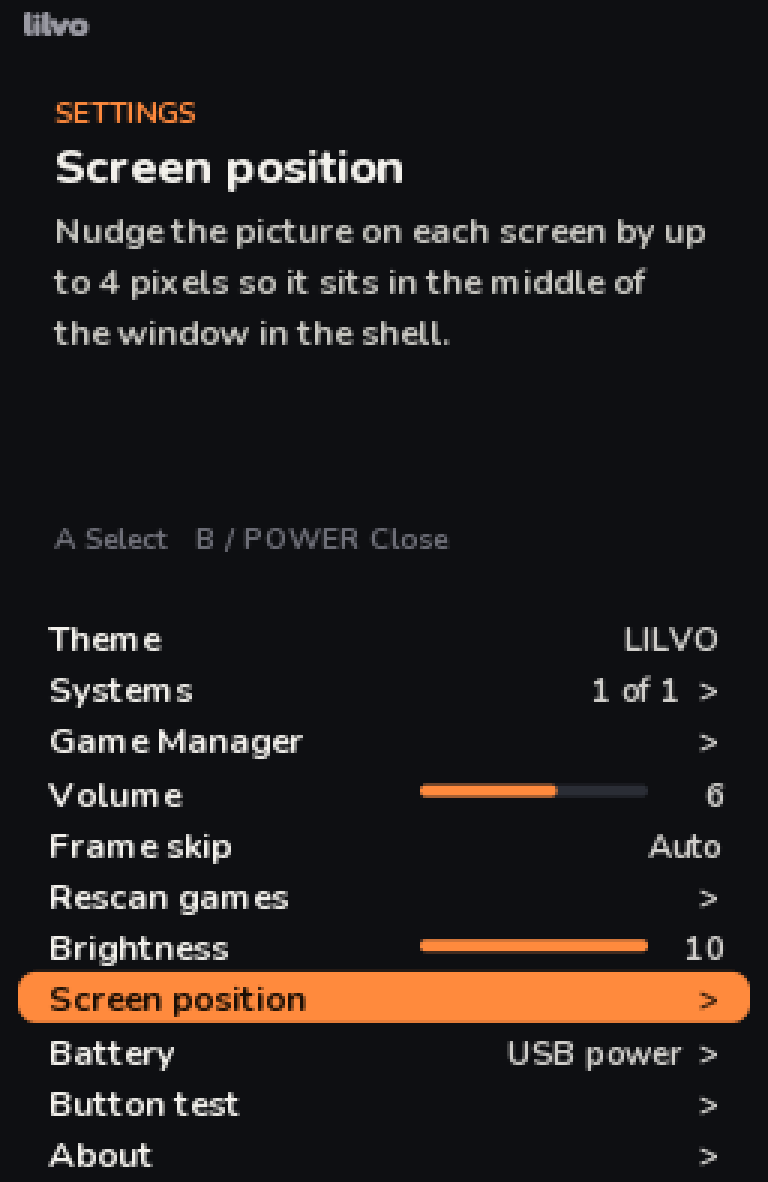 lilvo
SETTINGS
Screen position
Nudge the picture on each screen by up
to 4 pixels so it sits in the middle of
the window in the shell.
A Select B / POWER Close
Theme LILVO
Systems 1 of 1 >
Game Manager >
Volume 6
Frame skip Auto
Rescan games >
Brightness 10
Screen position >
Battery USB power >
Button test >
About >